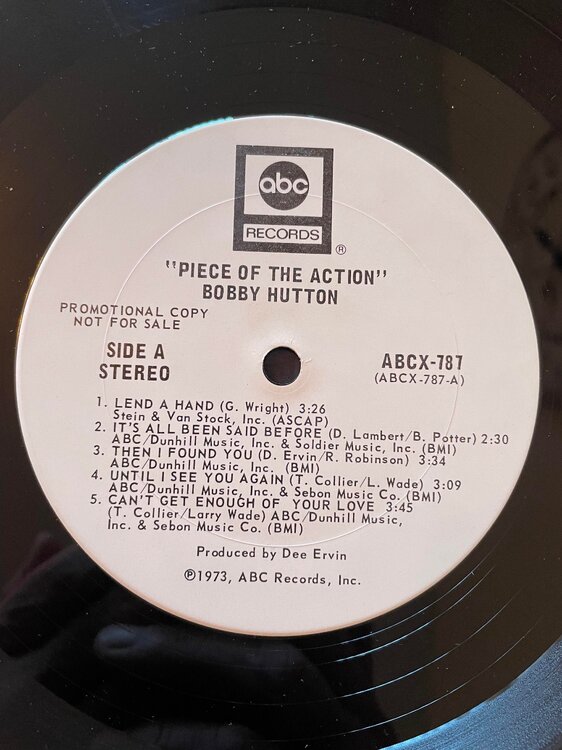 abc
RECORDS
®
"PIECE OF THE ACTION"
BOBBY HUTTON
PROMOTIONAL COPY
NOT FOR SALE
SIDE A
STEREO
ABCX-787
(ABCX-787-A)
1. LEND A HAND (G. Wright) 3:26
Stein & Van Stock, Inc. (ASCAP)
2. IT'S ALL BEEN SAID BEFORE (D. Lambert/B. Potter) 2:30
ABC/Dunhill Music, Inc. & Soldier Music, Inc. (BMI)
3. THEN I FOUND YOU (D. Ervin/R. Robinson) 3:34
ABC/Dunhill Music, Inc. (BMI)
4. UNTIL I SEE YOU AGAIN (T. Collier/L. Wade) 3:09
ABC/Dunhill Music, Inc. & Sebon Music Co. (BMI)
5. CAN'T GET ENOUGH OF YOUR LOVE 3:45
(T. Collier/Larry Wade) ABC/Dunhill Music,
Inc. & Sebon Music Co. (BMI)
Produced by Dee Ervin
℗1973, ABC Records, Inc.